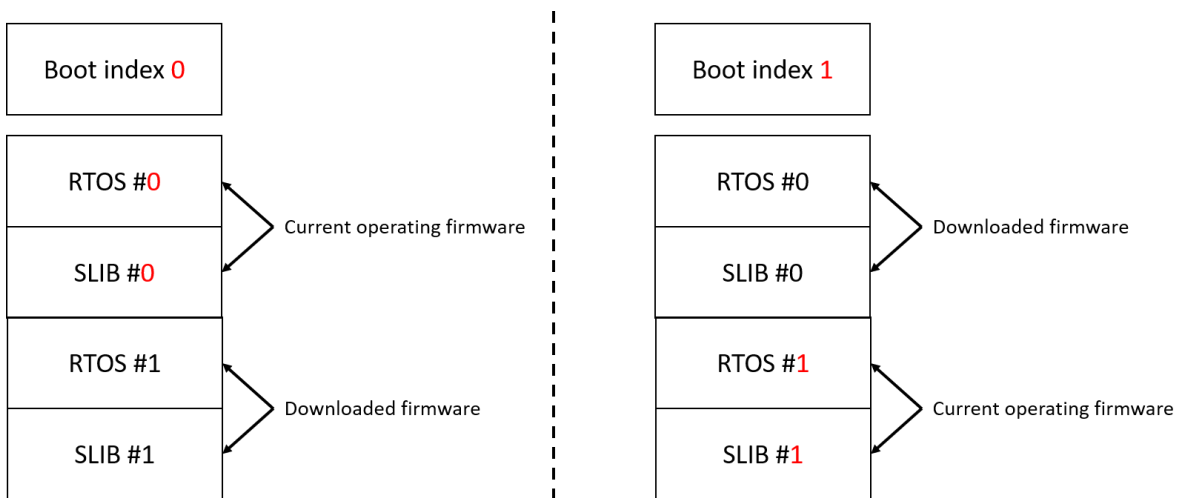 Boot index 0
RTOS #0
SLIB #0
Current operating firmware
RTOS #1
SLIB #1
Downloaded firmware
Boot index 1
RTOS #0
SLIB #0
Downloaded firmware
RTOS #1
SLIB #1
Current operating firmware